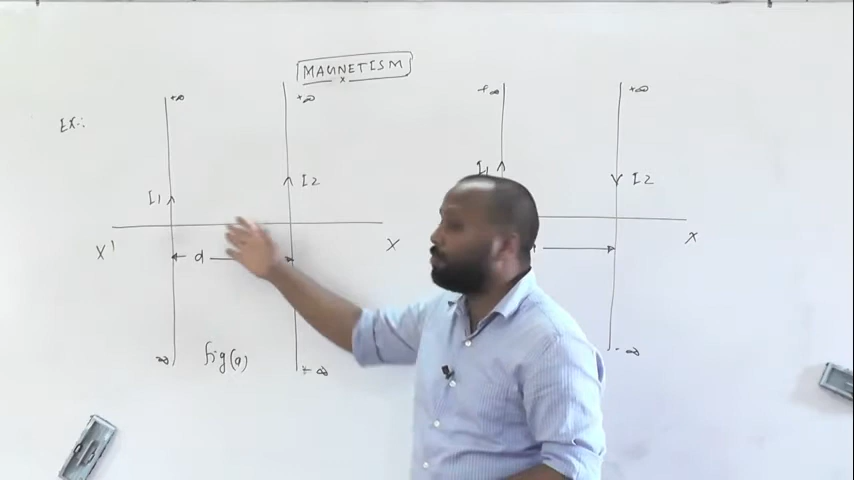 MAGNETISM
x
EX:-
+∞
+∞
+∞
+∞
I1
I2
I1
I2
X'
X
X
d
∞
Fig(a)
+ ∞
- ∞